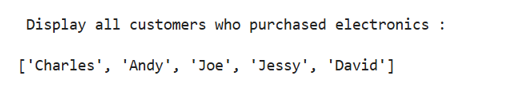 Display all customers who purchased electronics :
['Charles', 'Andy', 'Joe', 'Jessy', 'David']